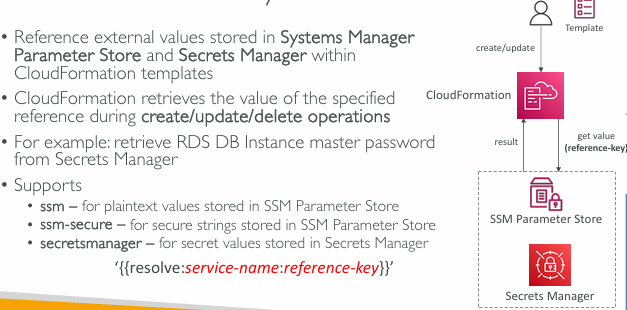 • Reference external values stored in Systems Manager
Parameter Store and Secrets Manager within
CloudFormation templates
• CloudFormation retrieves the value of the specified
reference during create/update/delete operations
• For example: retrieve RDS DB Instance master password
from Secrets Manager
• Supports
• ssm – for plaintext values stored in SSM Parameter Store
• ssm-secure – for secure strings stored in SSM Parameter Store
• secretsmanager – for secret values stored in Secrets Manager
‘{{resolve:service-name:reference-key}}’
Template
create/update
CloudFormation
result
get value
(reference-key)
SSM Parameter Store
Secrets Manager